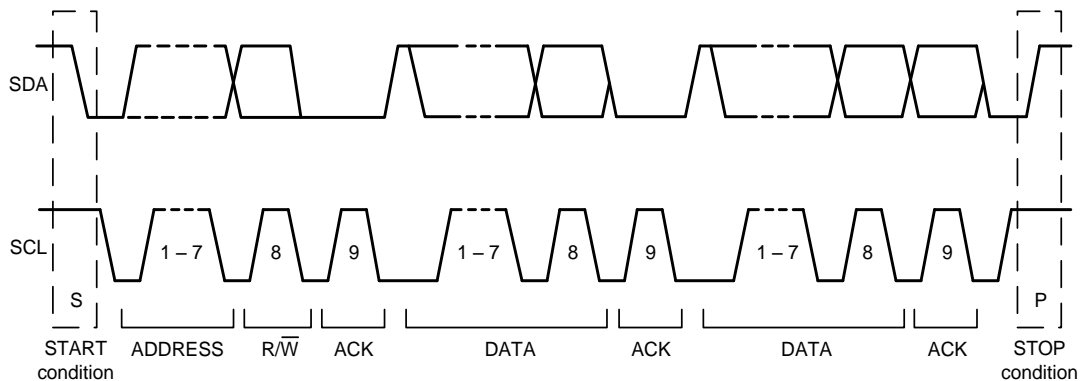 SDA
SCL
1 – 7
8
9
1 – 7
8
9
1 – 7
8
9
S
P
START
condition
ADDRESS
R/W̅
ACK
DATA
ACK
DATA
ACK
STOP
condition